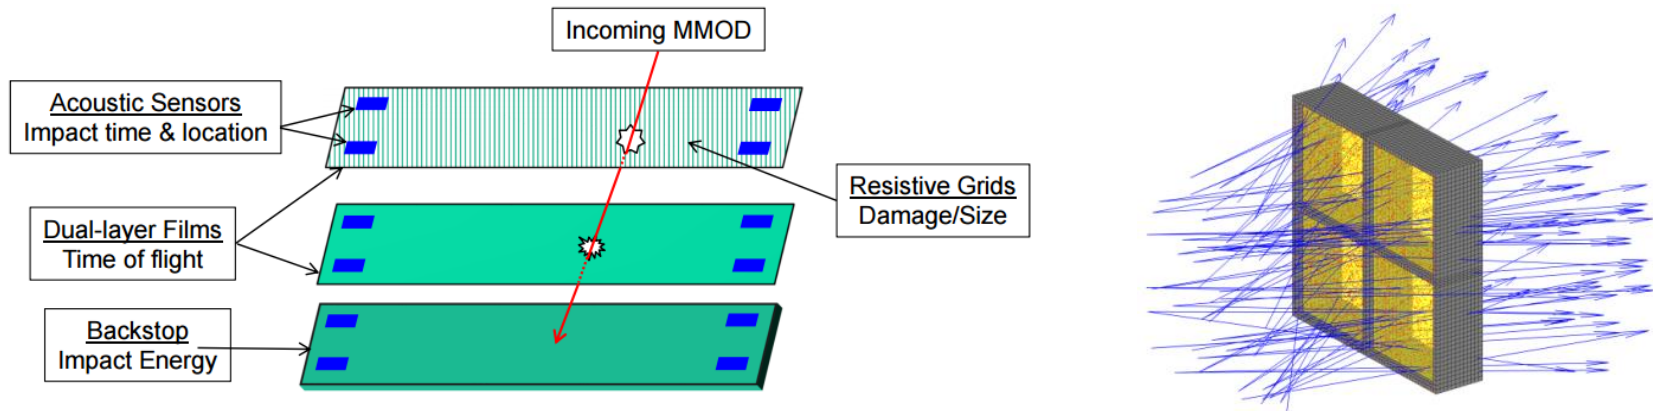 Incoming MMOD
Acoustic Sensors
Impact time & location
Resistive Grids
Damage/Size
Dual-layer Films
Time of flight
Backstop
Impact Energy